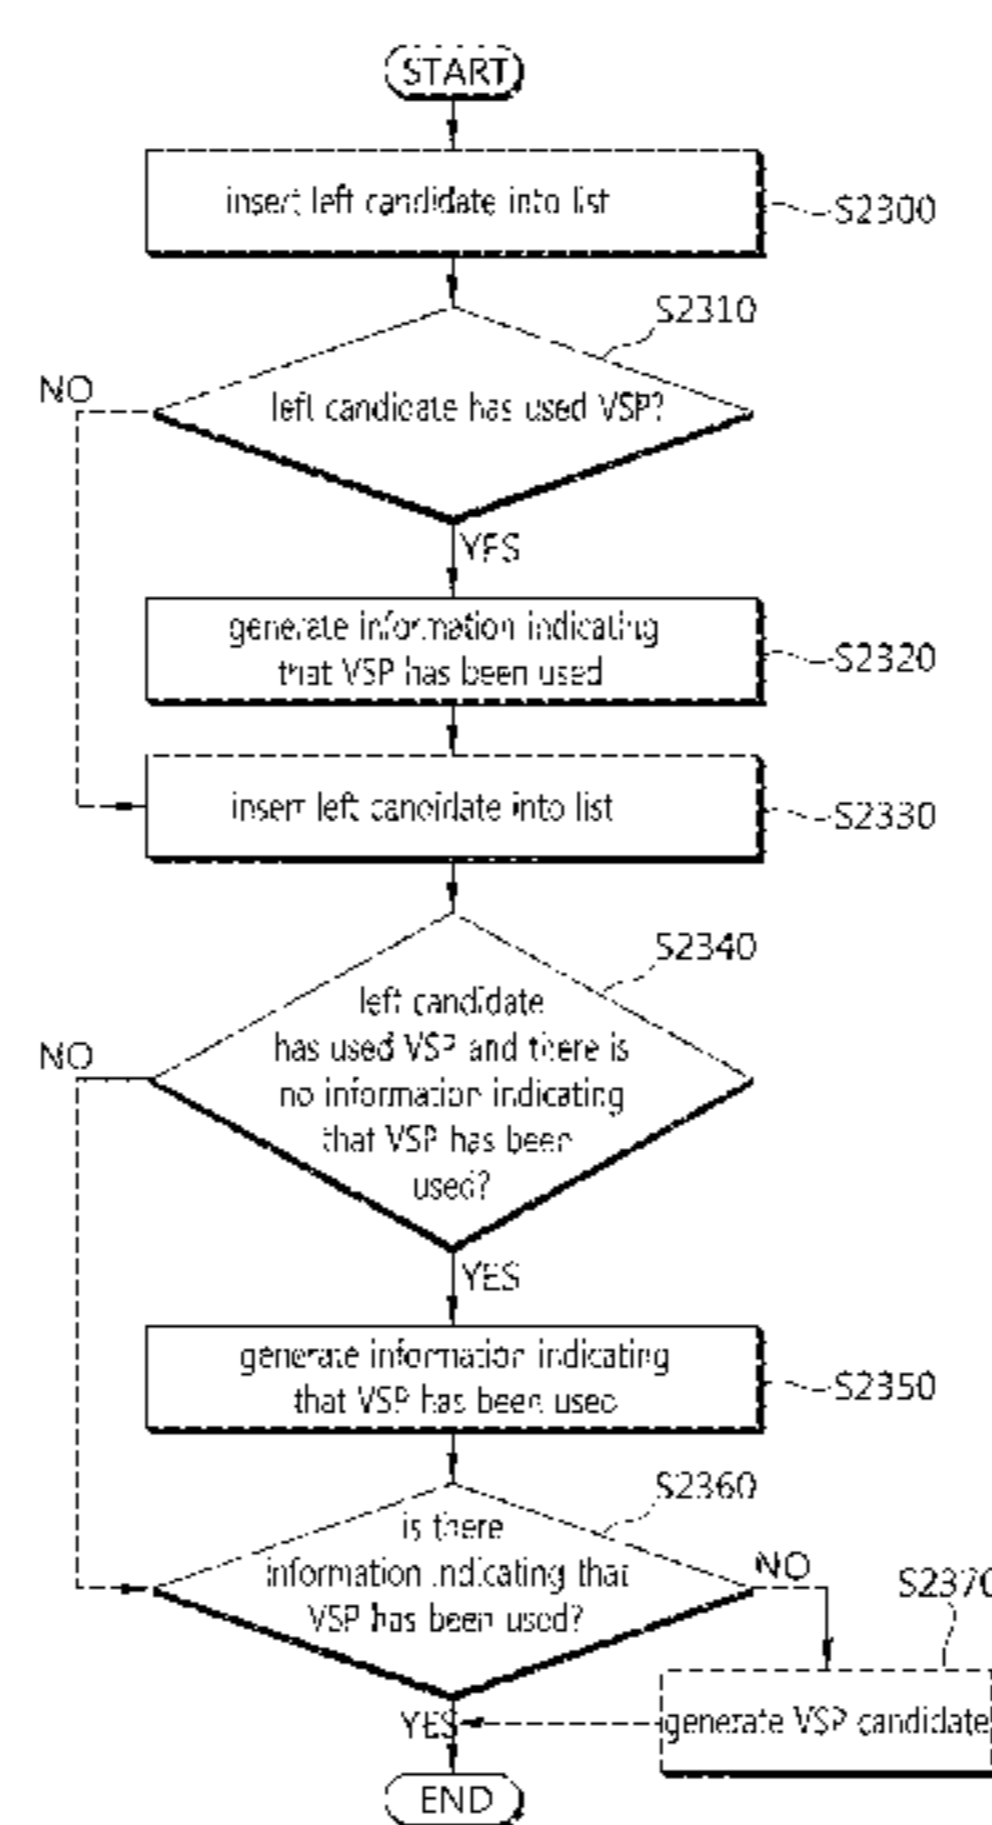 START
insert left candidate into list
S2300
S2310
NO
left candidate has used VSP?
YES
generate information indicating
that VSP has been used
S2320
insert left candidate into list
S2330
S2340
left candidate
NO
has used VSP and there is
no information indicating
that VSP has been
used?
YES
generate information indicating
that VSP has been used
S2350
S2360
is there
information indicating that
VSP has been used?
NO
S2370
generate VSP candidate
YES
END